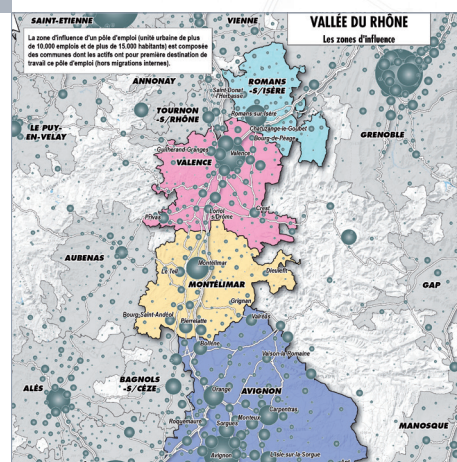 SAINT-ETIENNE
VIENNE
VALLÉE DU RHÔNE
Les zones d'influence
La zone d'influence d'un pôle d'emploi (unité urbaine de plus
de 10,000 emplois et de plus de 15.000 habitants) est composée
des communes dont les actifs ont pour première destination de
travail ce pôle d'emploi (hors migrations internes).
ANNONAY
ROMANS
-S/ISÈRE
Saint-Donat
l'Herbasse
TOURNON
-S/RHÔNE
Romans-sur-Isère
LE PUY-
EN-VELAY
Chatuzange-le-Goubet
Bourg-de-Péage
GRENOBLE
Guilherand-Granges
Valence
VALENCE
Privas
Loriol
s/Drôme
Crest
AUBENAS
Montélimar
Le Teil
Dieulefit
MONTÉLIMAR
GAP
Grignan
Bourg-Saint-Andéol
Pierrelatte
Valréas
Bollène
Vaison-la-Romaine
BAGNOLS
-S/CÈZE
ALÈS
Orange
AVIGNON
Carpentras
Monteux
Roquemaure
Sorgues
MANOSQUE
Avignon
L'Isle-sur-la-Sorgue